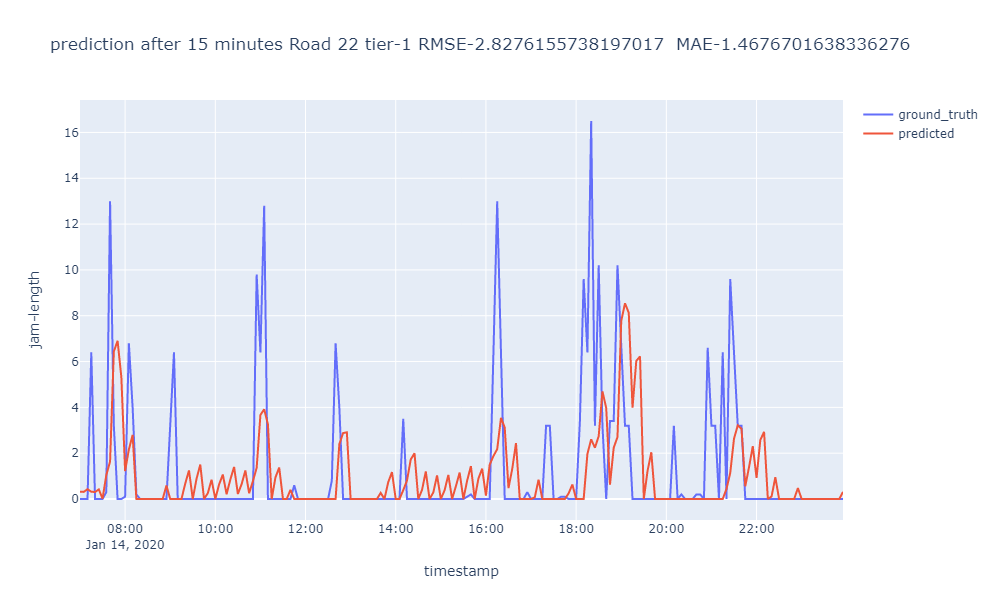 prediction after 15 minutes Road 22 tier-1 RMSE-2.8276155738197017  MAE-1.4676701638336276
ground_truth
predicted
16
14
12
10
8
6
4
2
0
jam-length
08:00 10:00 12:00 14:00 16:00 18:00 20:00 22:00
Jan 14, 2020
timestamp